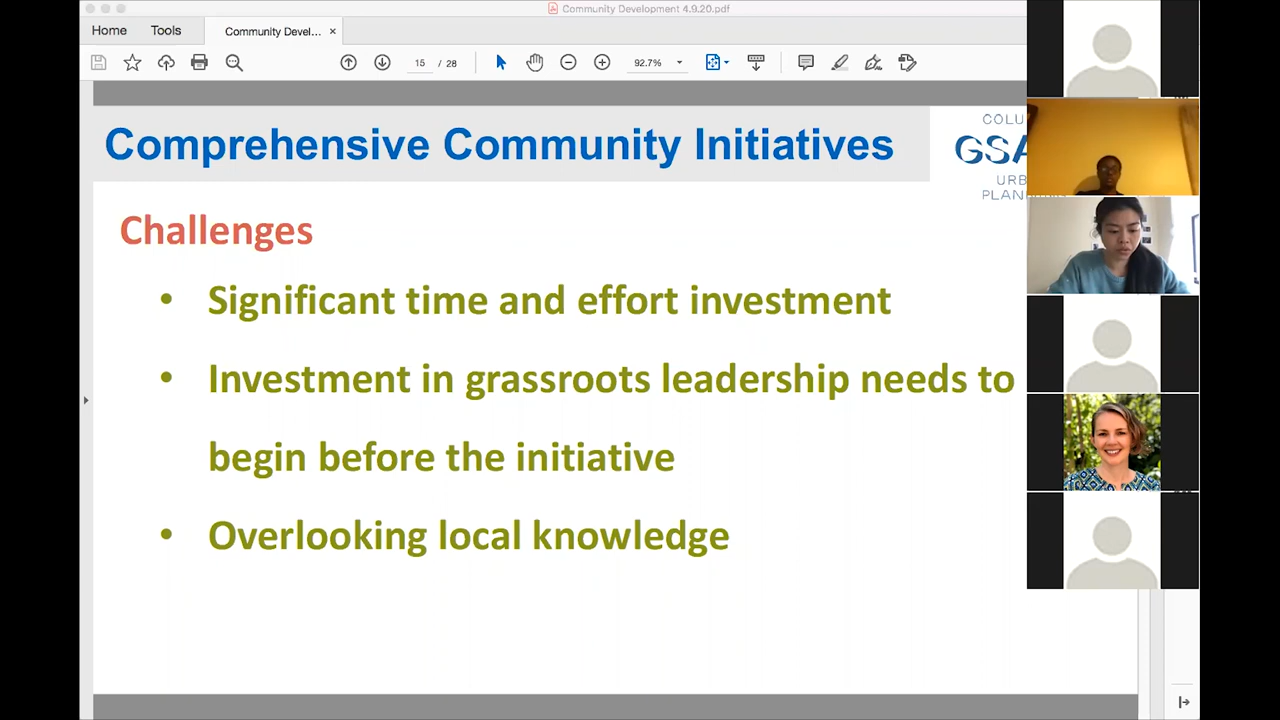 Community Development 4.9.20.pdf
Home Tools Community Devel... ×
15 / 28 92.7%
Comprehensive Community Initiatives
COLU
GSA
URB
PLAN
Challenges
• Significant time and effort investment
• Investment in grassroots leadership needs to
begin before the initiative
• Overlooking local knowledge